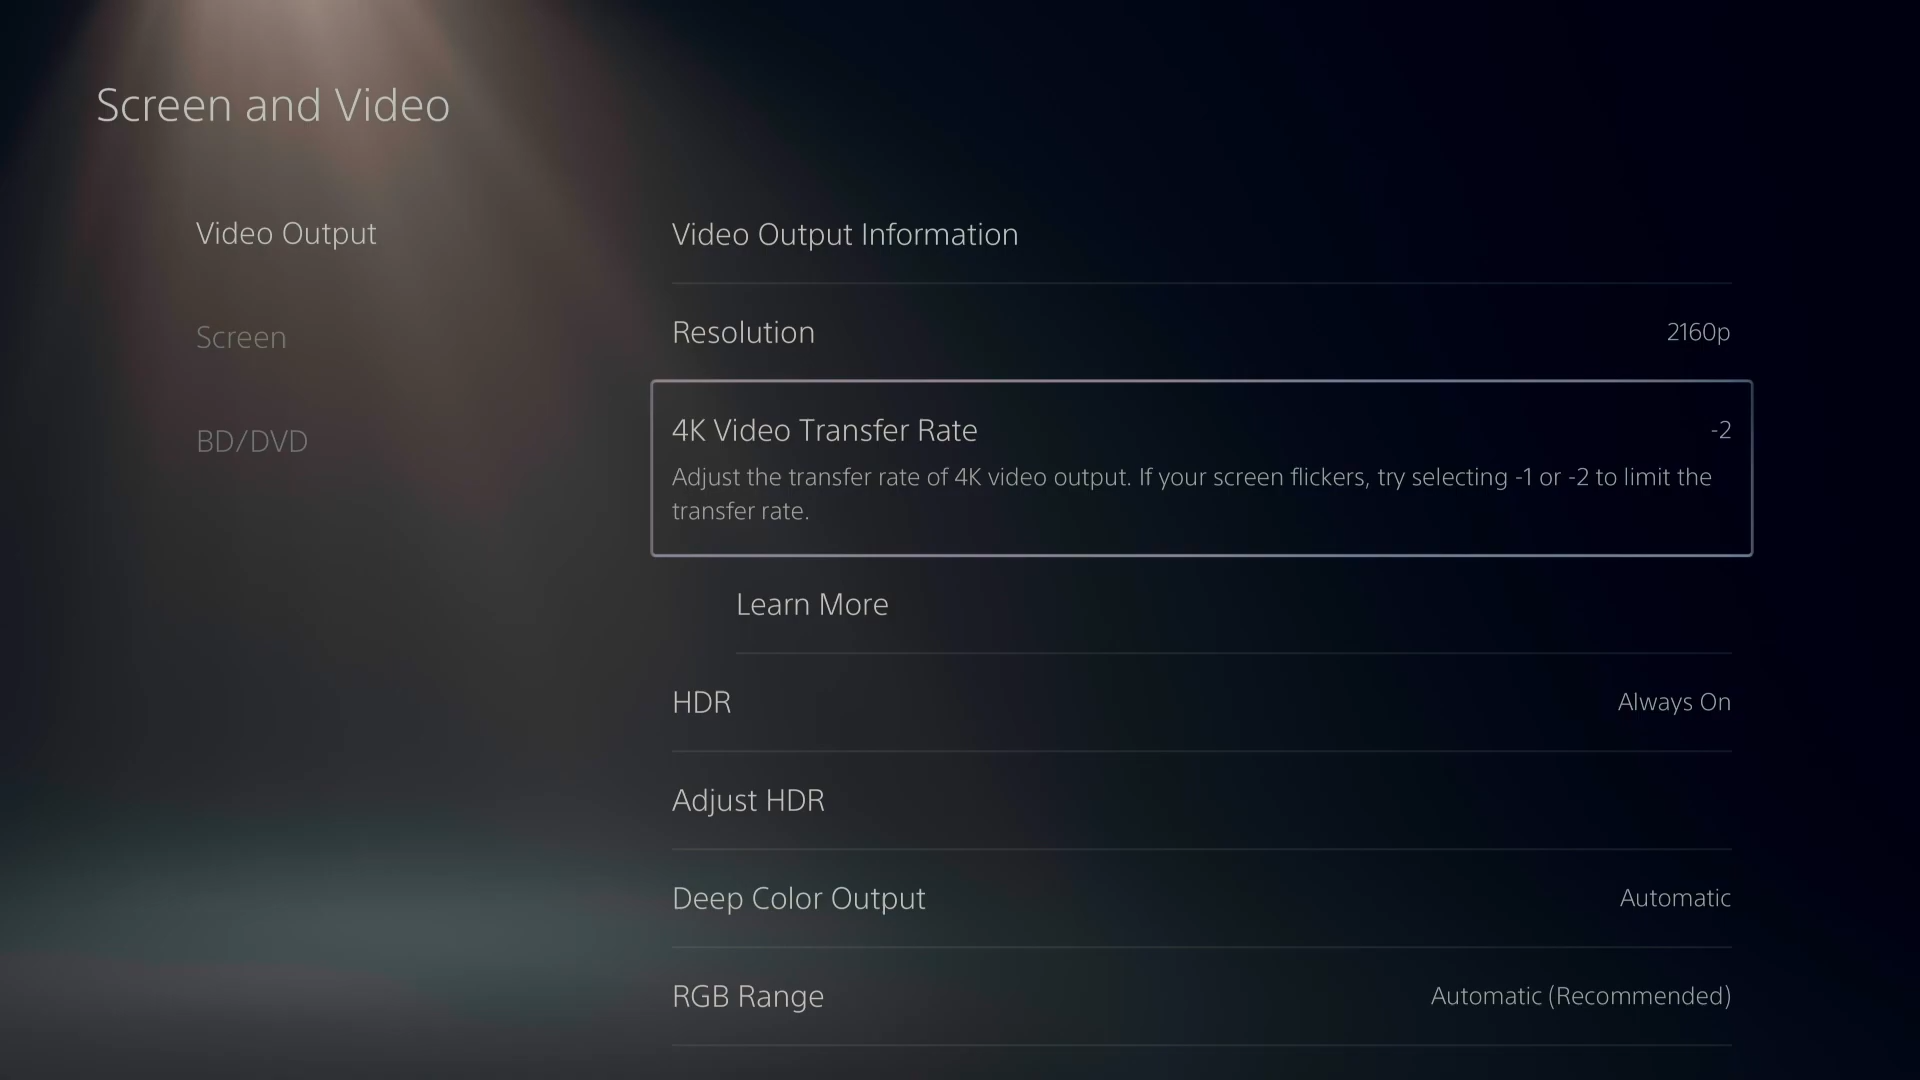 Screen and Video
Video Output
Screen
BD/DVD
Video Output Information
Resolution 2160p
4K Video Transfer Rate -2
Adjust the transfer rate of 4K video output. If your screen flickers, try selecting -1 or -2 to limit the
transfer rate.
Learn More
HDR Always On
Adjust HDR
Deep Color Output Automatic
RGB Range Automatic (Recommended)